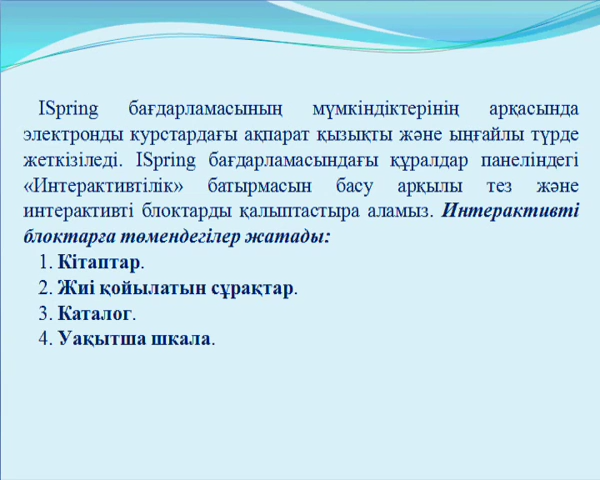 ISpring бағдарламасының мүмкіндіктерінің арқасында
электронды курстардағы ақпарат қызықты және ыңғайлы түрде
жеткізіледі. ISpring бағдарламасындағы құралдар панеліндегі
«Интерактивтілік» батырмасын басу арқылы тез және
интерактивті блоктарды қалыптастыра аламыз. Интерактивті
блоктарға төмендегілер жатады:
1. Кітаптар.
2. Жиі қойылатын сұрақтар.
3. Каталог.
4. Уақытша шкала.